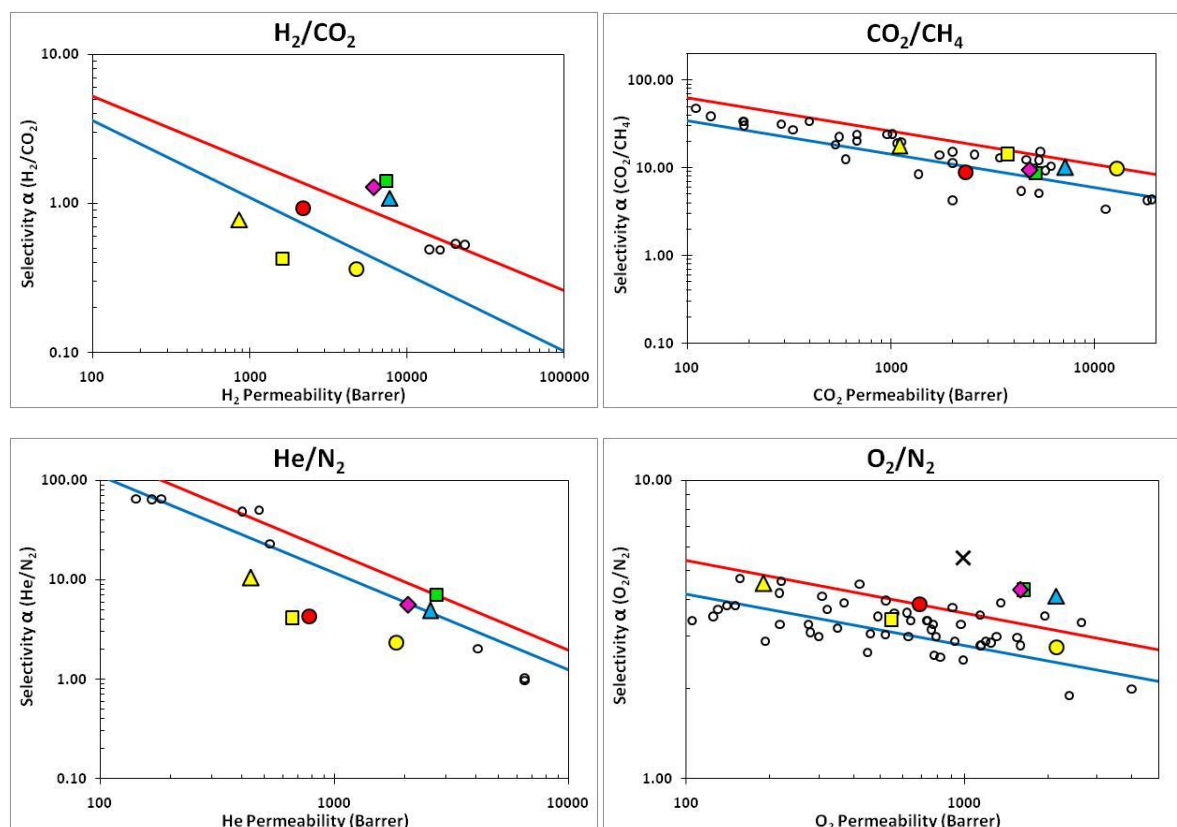 H₂/CO₂
10.00
1.00
0.10
Selectivity α (H₂/CO₂)
100 1000 10000 100000
H₂ Permeability (Barrer)
CO₂/CH₄
100.00
10.00
1.00
0.10
Selectivity α (CO₂/CH₄)
100 1000 10000
CO₂ Permeability (Barrer)
He/N₂
100.00
10.00
1.00
0.10
Selectivity α (He/N₂)
100 1000 10000
He Permeability (Barrer)
O₂/N₂
10.00
1.00
Selectivity α (O₂/N₂)
100 1000
O₂ Permeability (Barrer)